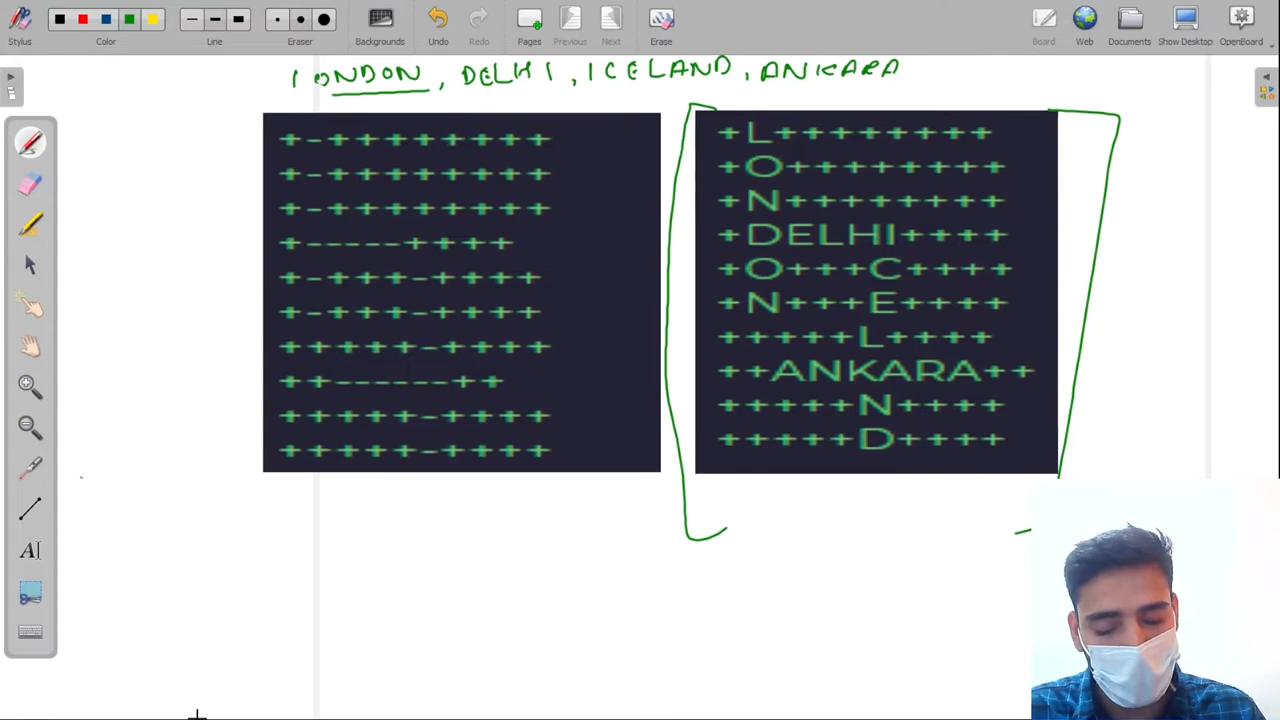 Stylus Color Line Eraser Backgrounds Undo Redo Pages Previous Next Erase Board Web Documents Show Desktop OpenBoard
LONDON, DELHI, ICELAND, ANKARA
+-++++++++
+-++++++++
+-++++++++
+-----++++
+-+++-++++
+-+++-++++
+++++-++++
++------++
+++++-++++
+++++-++++
+L++++++++
+O++++++++
+N++++++++
+DELHI++++
+O+++C++++
+N+++E++++
+++++L++++
++ANKARA++
+++++N++++
+++++D++++
A